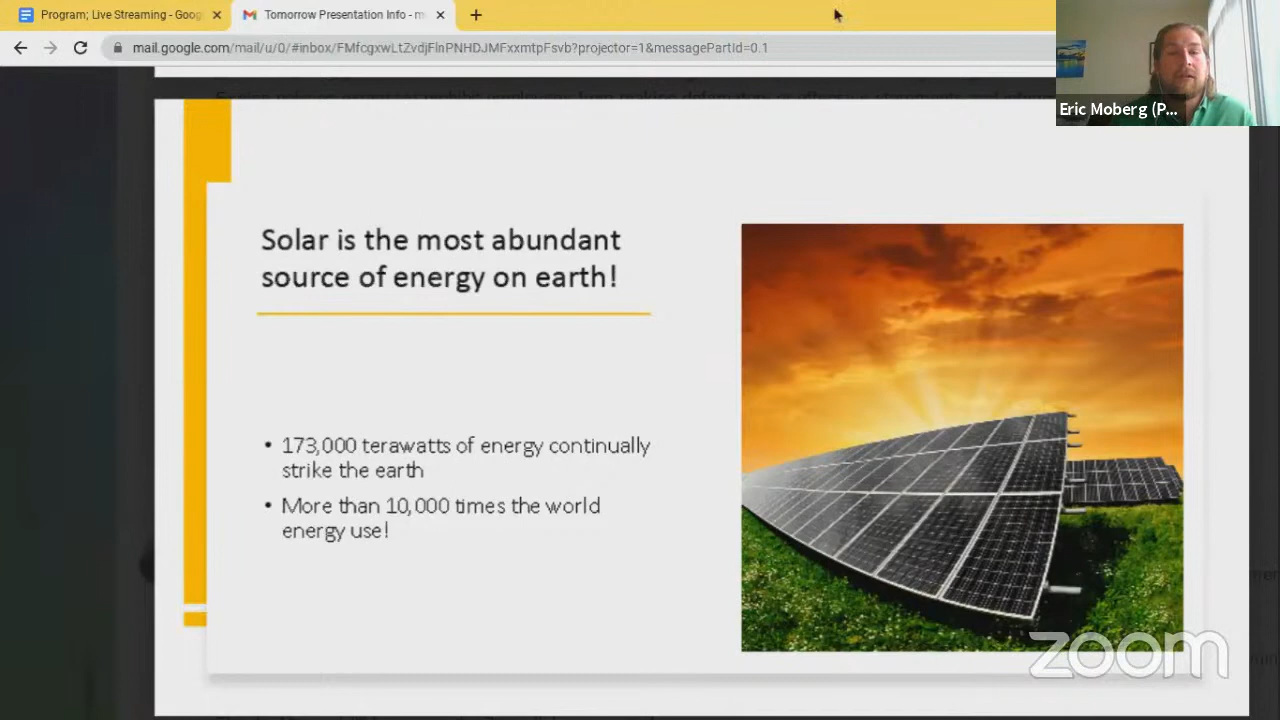 Program; Live Streaming - Goog
Tomorrow Presentation Info - m
mail.google.com/mail/u/0/#inbox/FMfcgxwLtZvdjFlnPNHDJMFxxmtpFsvb?projector=1&messagePartId=0.1
Eric Moberg (P...
Solar is the most abundant
source of energy on earth!
• 173,000 terawatts of energy continually
strike the earth
• More than 10,000 times the world
energy use!
zoom